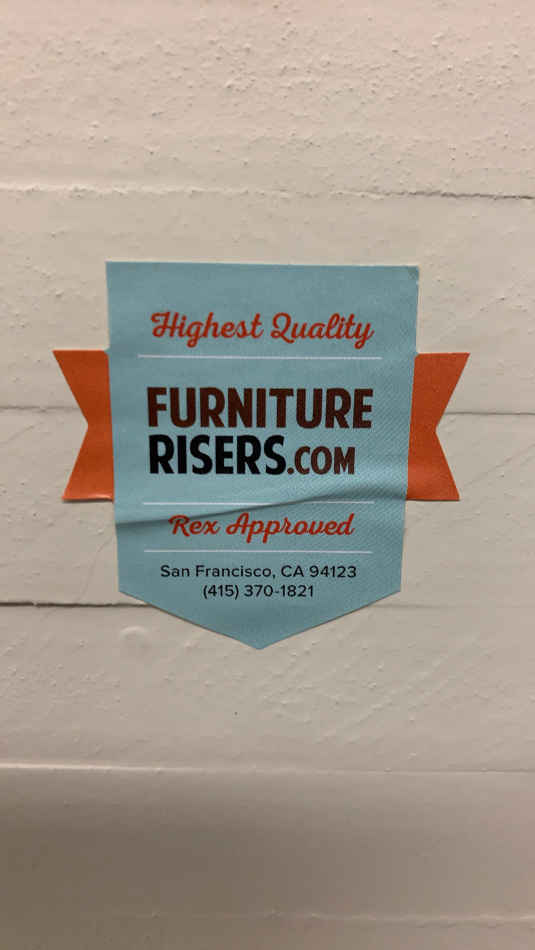 Highest Quality
FURNITURE
RISERS.COM
Rex Approved
San Francisco, CA 94123
(415) 370-1821